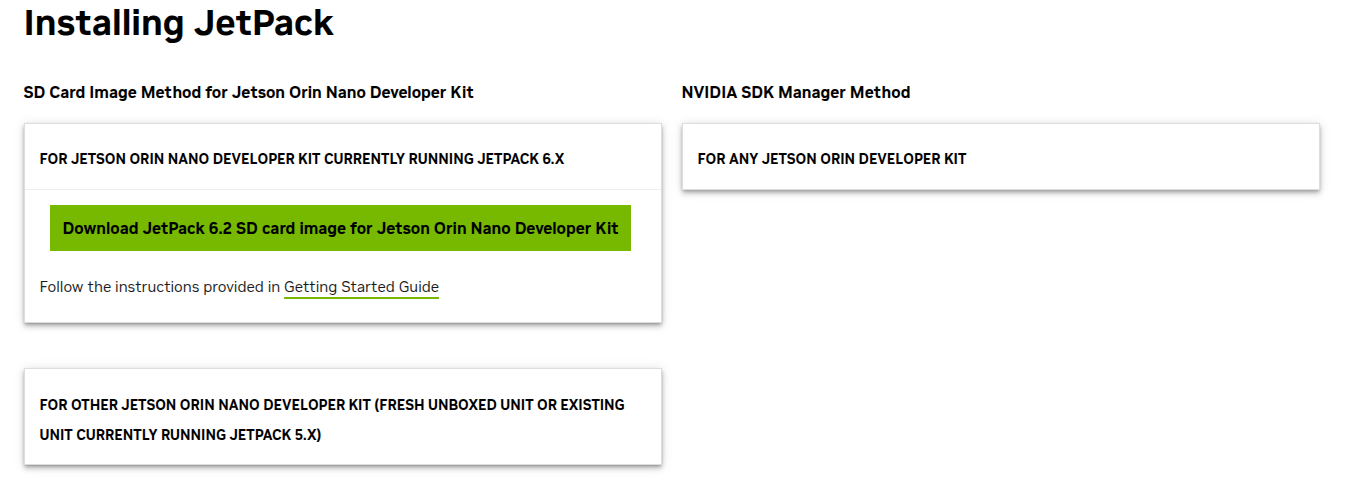 Installing JetPack
SD Card Image Method for Jetson Orin Nano Developer Kit
FOR JETSON ORIN NANO DEVELOPER KIT CURRENTLY RUNNING JETPACK 6.X
Download JetPack 6.2 SD card image for Jetson Orin Nano Developer Kit
Follow the instructions provided in Getting Started Guide
FOR OTHER JETSON ORIN NANO DEVELOPER KIT (FRESH UNBOXED UNIT OR EXISTING
UNIT CURRENTLY RUNNING JETPACK 5.X)
NVIDIA SDK Manager Method
FOR ANY JETSON ORIN DEVELOPER KIT